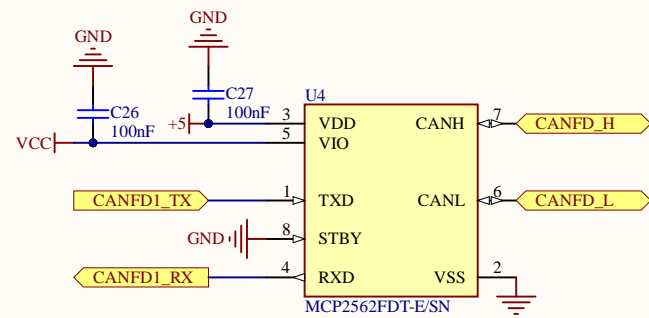 GND
GND
C26
100nF
C27
100nF
U4
+5
3
VDD
CANH
7
CANFD_H
VCC
5
VIO
CANFD1_TX
1
TXD
CANL
6
CANFD_L
GND
8
STBY
CANFD1_RX
4
RXD
VSS
2
MCP2562FDT-E/SN